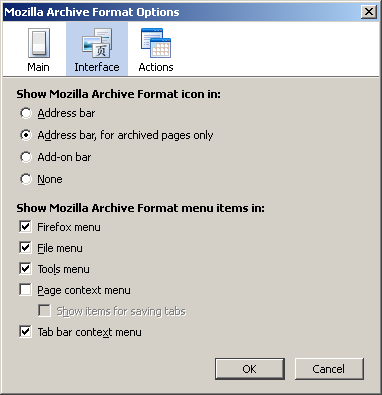 Mozilla Archive Format Options
Main
Interface
Actions
页
Show Mozilla Archive Format icon in:
Address bar
Address bar, for archived pages only
Add-on bar
None
Show Mozilla Archive Format menu items in:
Firefox menu
File menu
Tools menu
Page context menu
Show items for saving tabs
Tab bar context menu
OK
Cancel